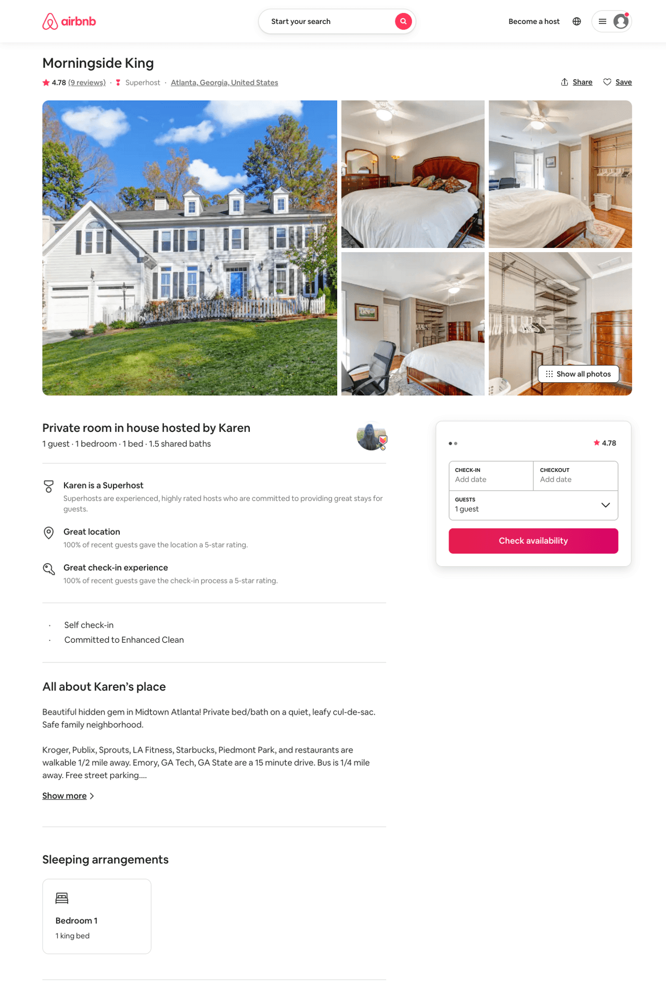 airbnb
Start your search
Become a host
Morningside King
4.78 (9 reviews) · Superhost · Atlanta, Georgia, United States
Share
Save
Show all photos
Private room in house hosted by Karen
1 guest · 1 bedroom · 1 bed · 1.5 shared baths
4.78
CHECK-IN
Add date
CHECKOUT
Add date
GUESTS
1 guest
Check availability
Karen is a Superhost
Superhosts are experienced, highly rated hosts who are committed to providing great stays for
guests.
Great location
100% of recent guests gave the location a 5-star rating.
Great check-in experience
100% of recent guests gave the check-in process a 5-star rating.
· Self check-in
· Committed to Enhanced Clean
All about Karen’s place
Beautiful hidden gem in Midtown Atlanta! Private bed/bath on a quiet, leafy cul-de-sac.
Safe family neighborhood.
Kroger, Publix, Sprouts, LA Fitness, Starbucks, Piedmont Park, and restaurants are
walkable 1/2 mile away. Emory, GA Tech, GA State are a 15 minute drive. Bus is 1/4 mile
away. Free street parking....
Show more
Sleeping arrangements
Bedroom 1
1 king bed